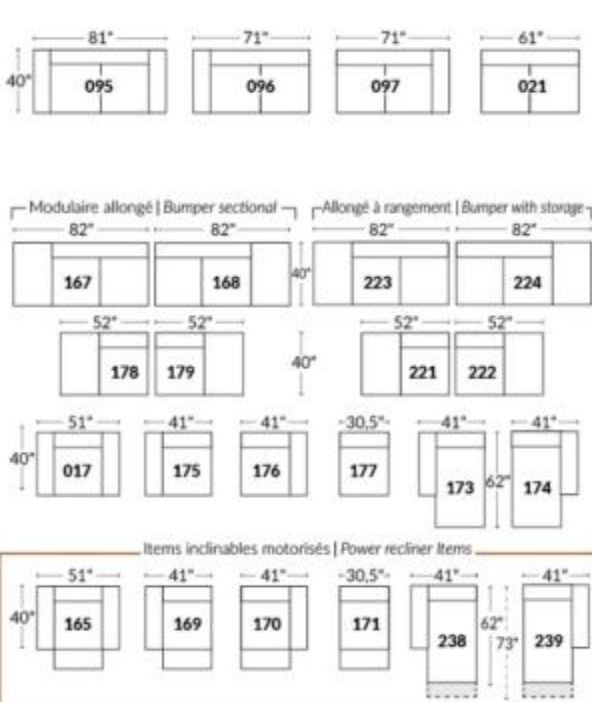 81" 71" 71" 61"
40" 095 096 097 021
Modulaire allongé | Bumper sectional Allongé à rangement | Bumper with storage
82" 82" 82" 82"
167 168 40" 223 224
52" 52" 52" 52"
178 179 40" 221 222
51" 41" 41" 30,5" 41" 41"
40" 017 175 176 177 173 62" 174
Items inclinables motorisés | Power recliner Items
51" 41" 41" 30,5" 41" 41"
40" 165 169 170 171 238 62" 73" 239